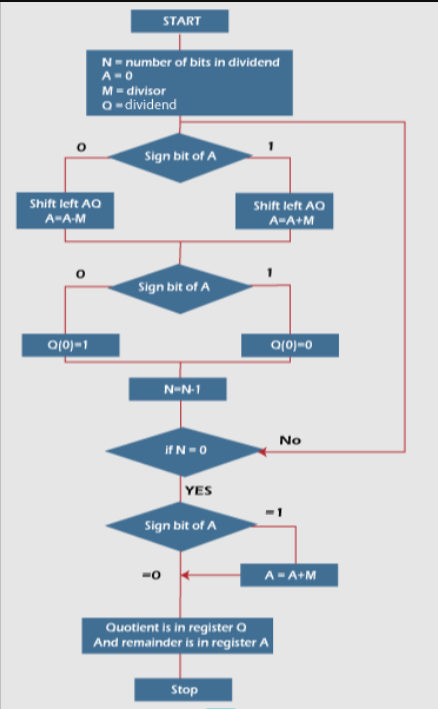 START
N = number of bits in dividend
A = 0
M = divisor
Q = dividend
0
Sign bit of A
1
Shift left AQ
A=A-M
Shift left AQ
A=A+M
0
Sign bit of A
1
Q(0)=1
Q(0)=0
N=N-1
if N = 0
No
YES
Sign bit of A
=1
=0
A = A+M
Quotient is in register Q
And remainder is in register A
Stop